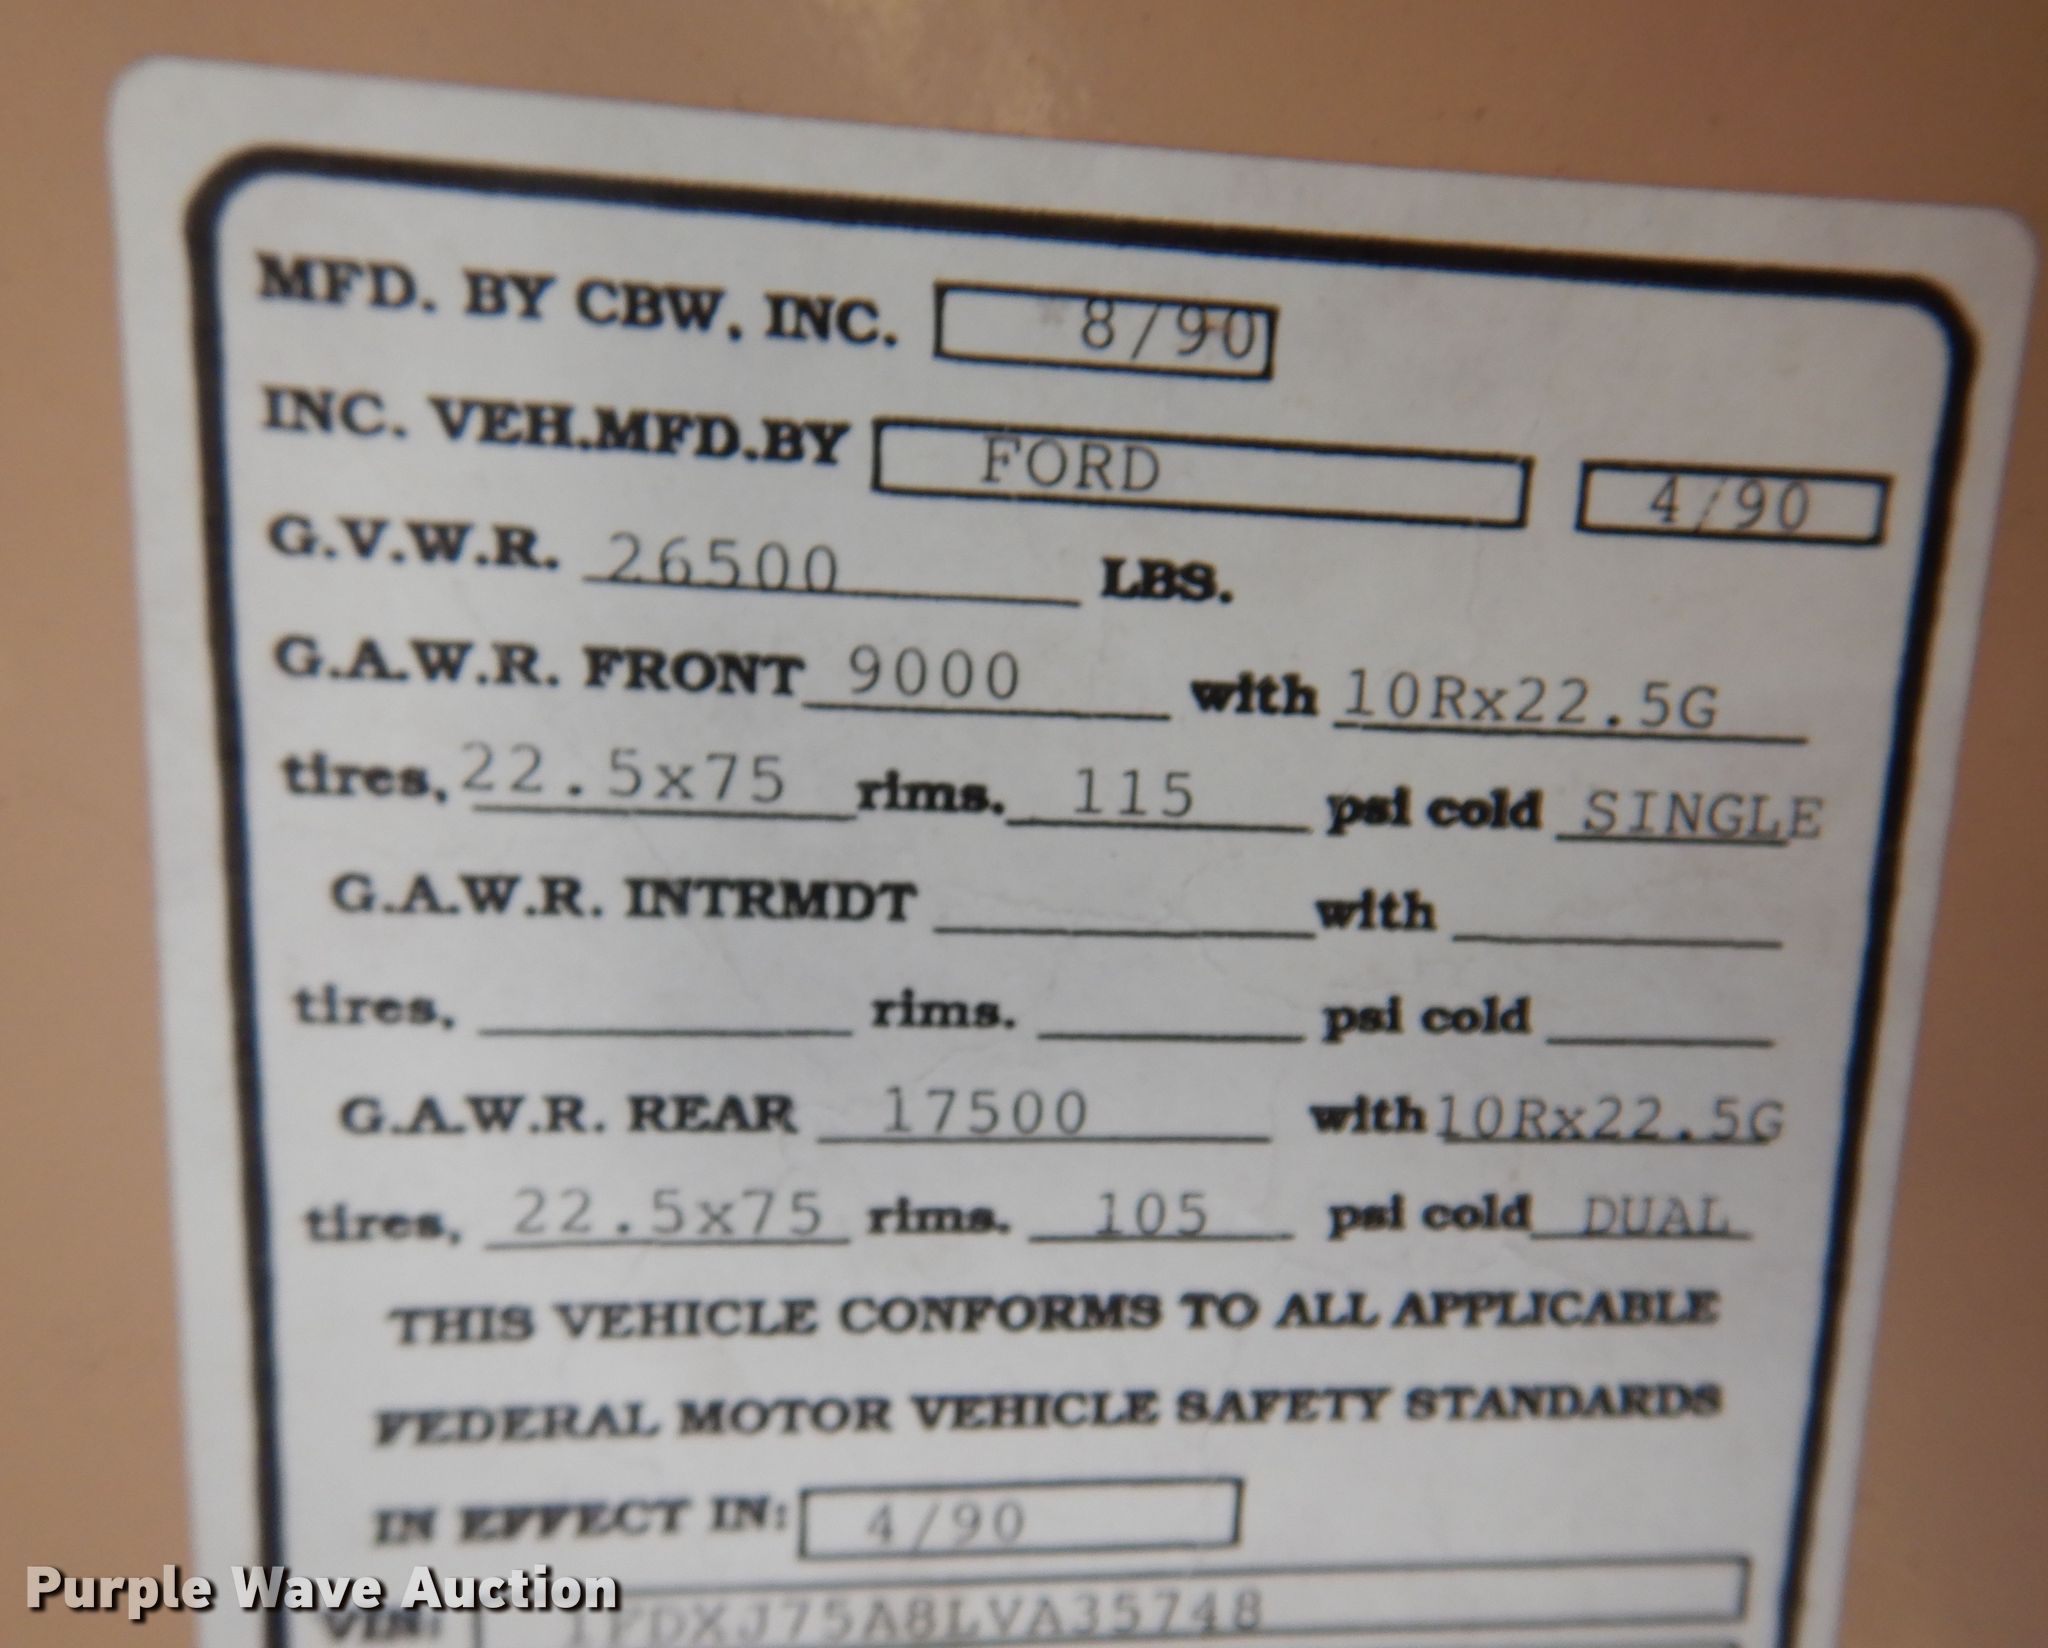 MFD. BY CBW, INC. 8/90
INC. VEH.MFD.BY FORD 4/90
G.V.W.R. 26500 LBS.
G.A.W.R. FRONT 9000 with 10Rx22.5G
tires, 22.5x75 rims. 115 psi cold SINGLE
G.A.W.R. INTRMDT with
tires, rims. psi cold
G.A.W.R. REAR 17500 with 10Rx22.5G
tires, 22.5x75 rims. 105 psi cold DUAL
THIS VEHICLE CONFORMS TO ALL APPLICABLE
FEDERAL MOTOR VEHICLE SAFETY STANDARDS
IN EFFECT IN: 4/90
Purple Wave Auction
VIN: